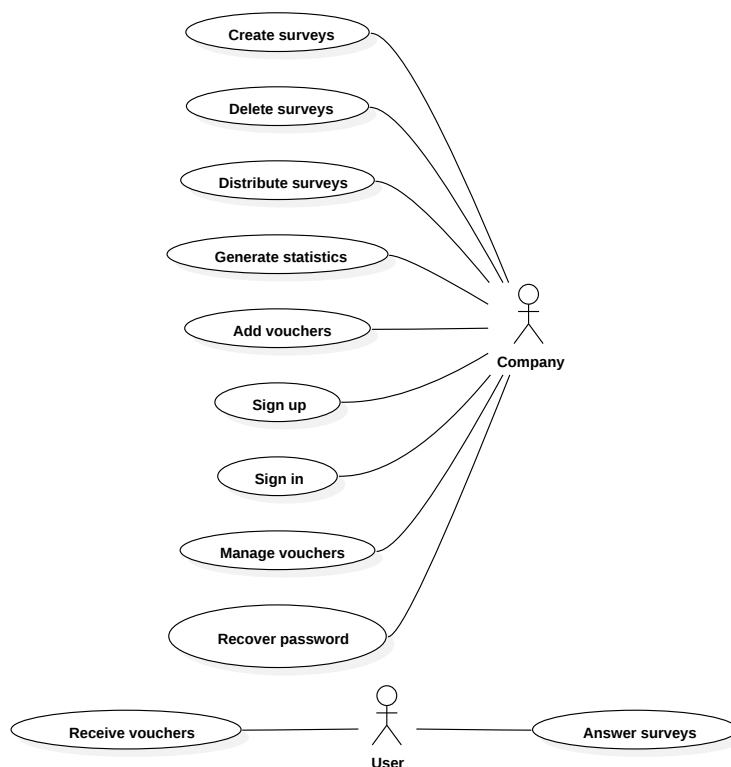 Create surveys
Delete surveys
Distribute surveys
Generate statistics
Add vouchers
Company
Sign up
Sign in
Manage vouchers
Recover password
Receive vouchers
Answer surveys
User